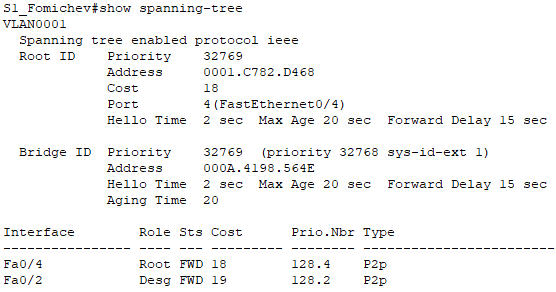 S1_Fomichev#show spanning-tree
VLAN0001
  Spanning tree enabled protocol ieee
  Root ID    Priority    32769
             Address     0001.C782.D468
             Cost        18
             Port        4(FastEthernet0/4)
             Hello Time  2 sec  Max Age 20 sec  Forward Delay 15 sec

  Bridge ID  Priority    32769  (priority 32768 sys-id-ext 1)
             Address     000A.4198.564E
             Hello Time  2 sec  Max Age 20 sec  Forward Delay 15 sec
             Aging Time  20

Interface        Role Sts Cost      Prio.Nbr Type
---------------- ---- --- --------- -------- --------------------------------
Fa0/4            Root FWD 18        128.4    P2p
Fa0/2            Desg FWD 19        128.2    P2p